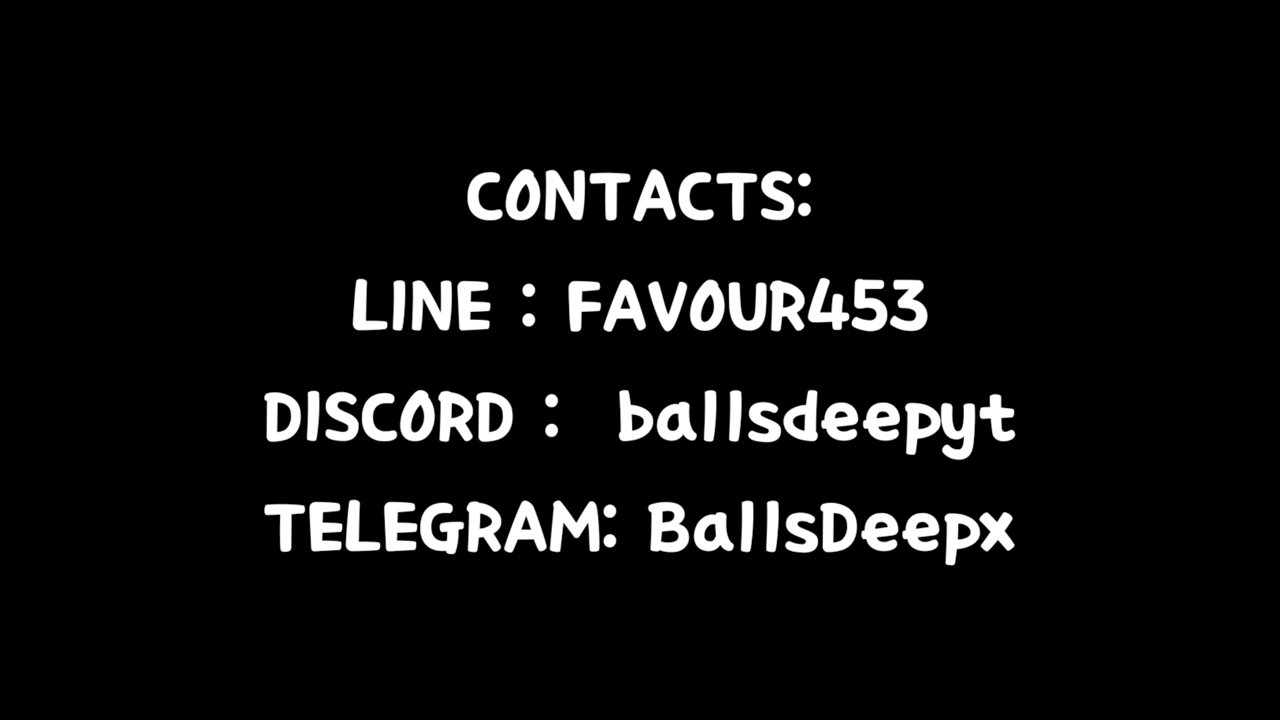 CONTACTS:
LINE : FAVOUR453
DISCORD : ballsdeepyt
TELEGRAM: BallsDeepx